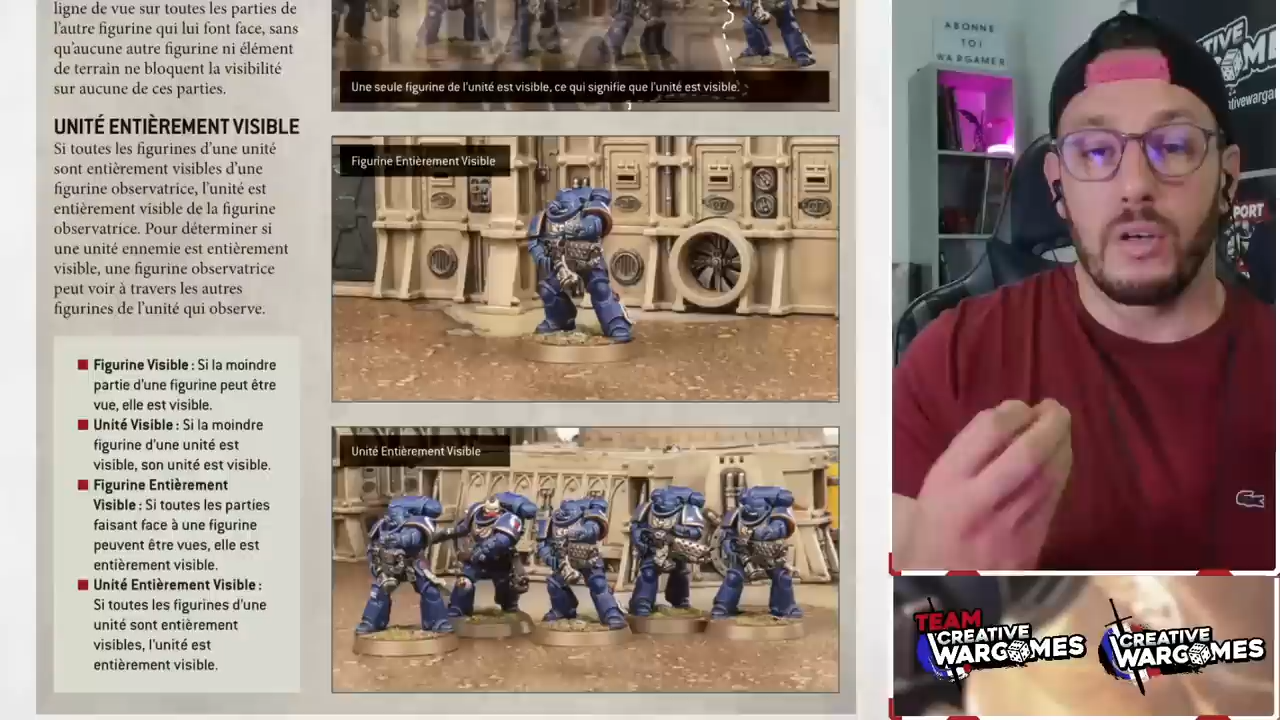 ligne de vue sur toutes les parties de
l'autre figurine qui lui font face, sans
qu'aucune autre figurine ni élément
de terrain ne bloquent la visibilité
sur aucune de ces parties.
UNITÉ ENTIÈREMENT VISIBLE
Si toutes les figurines d'une unité
sont entièrement visibles d'une
figurine observatrice, l'unité est
entièrement visible de la figurine
observatrice. Pour déterminer si
une unité ennemie est entièrement
visible, une figurine observatrice
peut voir à travers les autres
figurines de l'unité qui observe.
Figurine Visible : Si la moindre
partie d'une figurine peut être
vue, elle est visible.
Unité Visible : Si la moindre
figurine d'une unité est
visible, son unité est visible.
Figurine Entièrement
Visible : Si toutes les parties
faisant face à une figurine
peuvent être vues, elle est
entièrement visible.
Unité Entièrement Visible :
Si toutes les figurines d'une
unité sont entièrement
visibles, l'unité est
entièrement visible.
Une seule figurine de l'unité est visible, ce qui signifie que l'unité est visible.
Figurine Entièrement Visible
Unité Entièrement Visible
ABONNE
TOI
WARGAMER
TEAM
CREATIVE
WARGAMES
CREATIVE
WARGAMES